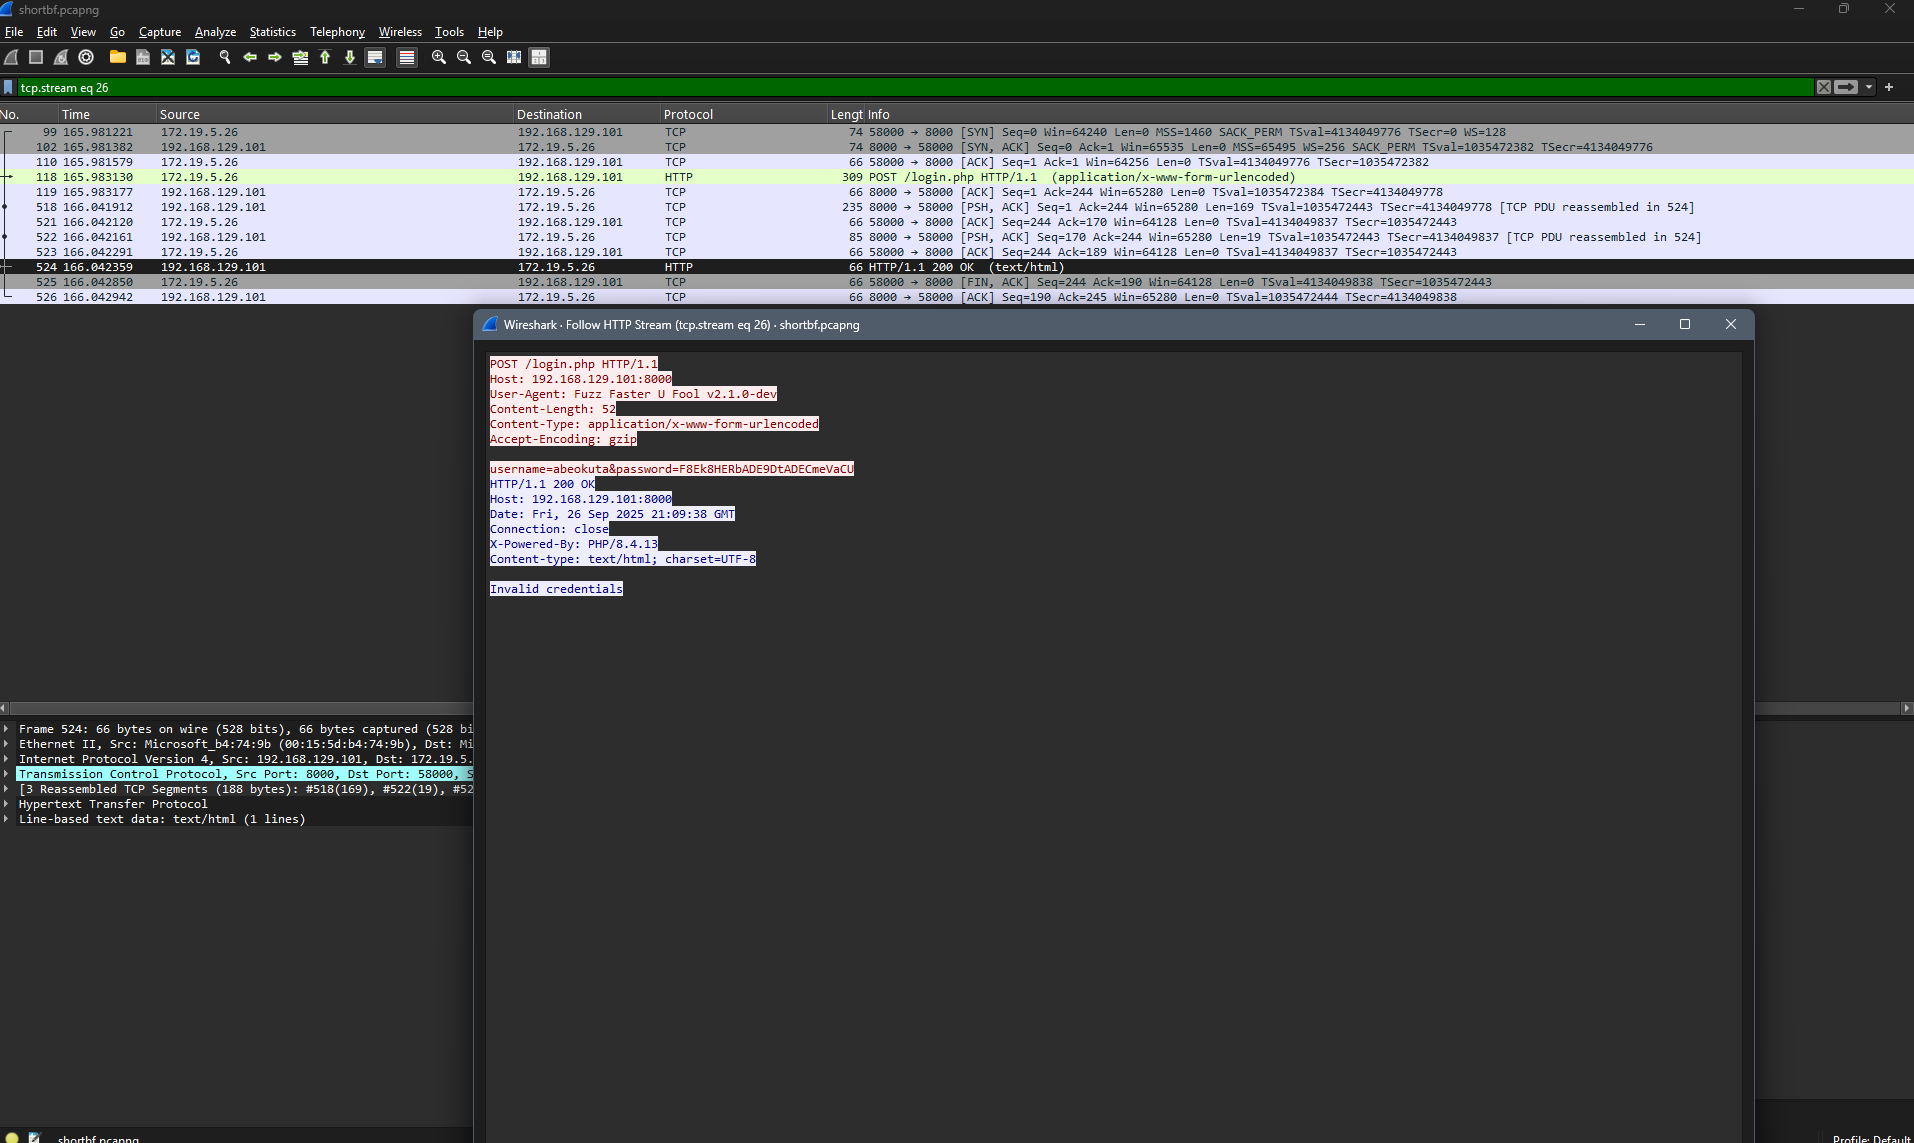 shortbf.pcapng
File Edit View Go Capture Analyze Statistics Telephony Wireless Tools Help
tcp.stream eq 26
No. Time Source Destination Protocol Lengt Info
99 165.981221 172.19.5.26 192.168.129.101 TCP 74 58000 → 8000 [SYN] Seq=0 Win=64240 Len=0 MSS=1460 SACK_PERM TSval=4134049776 TSecr=0 WS=128
102 165.981382 192.168.129.101 172.19.5.26 TCP 74 8000 → 58000 [SYN, ACK] Seq=0 Ack=1 Win=65535 Len=0 MSS=65495 WS=256 SACK_PERM TSval=1035472382 TSecr=4134049776
110 165.981579 172.19.5.26 192.168.129.101 TCP 66 58000 → 8000 [ACK] Seq=1 Ack=1 Win=64256 Len=0 TSval=4134049776 TSecr=1035472382
118 165.983130 172.19.5.26 192.168.129.101 HTTP 309 POST /login.php HTTP/1.1  (application/x-www-form-urlencoded)
119 165.983177 192.168.129.101 172.19.5.26 TCP 66 8000 → 58000 [ACK] Seq=1 Ack=244 Win=65280 Len=0 TSval=1035472384 TSecr=4134049778
518 166.041912 192.168.129.101 172.19.5.26 TCP 235 8000 → 58000 [PSH, ACK] Seq=1 Ack=244 Win=65280 Len=169 TSval=1035472443 TSecr=4134049778 [TCP PDU reassembled in 524]
521 166.042120 172.19.5.26 192.168.129.101 TCP 66 58000 → 8000 [ACK] Seq=244 Ack=170 Win=64128 Len=0 TSval=4134049837 TSecr=1035472443
522 166.042161 192.168.129.101 172.19.5.26 TCP 85 8000 → 58000 [PSH, ACK] Seq=170 Ack=244 Win=65280 Len=19 TSval=1035472443 TSecr=4134049837 [TCP PDU reassembled in 524]
523 166.042291 172.19.5.26 192.168.129.101 TCP 66 58000 → 8000 [ACK] Seq=244 Ack=189 Win=64128 Len=0 TSval=4134049837 TSecr=1035472443
524 166.042359 192.168.129.101 172.19.5.26 HTTP 66 HTTP/1.1 200 OK  (text/html)
525 166.042850 172.19.5.26 192.168.129.101 TCP 66 58000 → 8000 [FIN, ACK] Seq=244 Ack=190 Win=64128 Len=0 TSval=4134049838 TSecr=1035472443
526 166.042942 192.168.129.101 172.19.5.26 TCP 66 8000 → 58000 [ACK] Seq=190 Ack=245 Win=65280 Len=0 TSval=1035472444 TSecr=4134049838
Wireshark · Follow HTTP Stream (tcp.stream eq 26) · shortbf.pcapng
POST /login.php HTTP/1.1
Host: 192.168.129.101:8000
User-Agent: Fuzz Faster U Fool v2.1.0-dev
Content-Length: 52
Content-Type: application/x-www-form-urlencoded
Accept-Encoding: gzip
username=abeokuta&password=F8Ek8HERbADE9DtADECmeVaCU
HTTP/1.1 200 OK
Host: 192.168.129.101:8000
Date: Fri, 26 Sep 2025 21:09:38 GMT
Connection: close
X-Powered-By: PHP/8.4.13
Content-type: text/html; charset=UTF-8
Invalid credentials
Frame 524: 66 bytes on wire (528 bits), 66 bytes captured (528 bi
Ethernet II, Src: Microsoft_b4:74:9b (00:15:5d:b4:74:9b), Dst: Mi
Internet Protocol Version 4, Src: 192.168.129.101, Dst: 172.19.5.
Transmission Control Protocol, Src Port: 8000, Dst Port: 58000, S
[3 Reassembled TCP Segments (188 bytes): #518(169), #522(19), #52
Hypertext Transfer Protocol
Line-based text data: text/html (1 lines)
shortbf.pcapng
Profile: Default